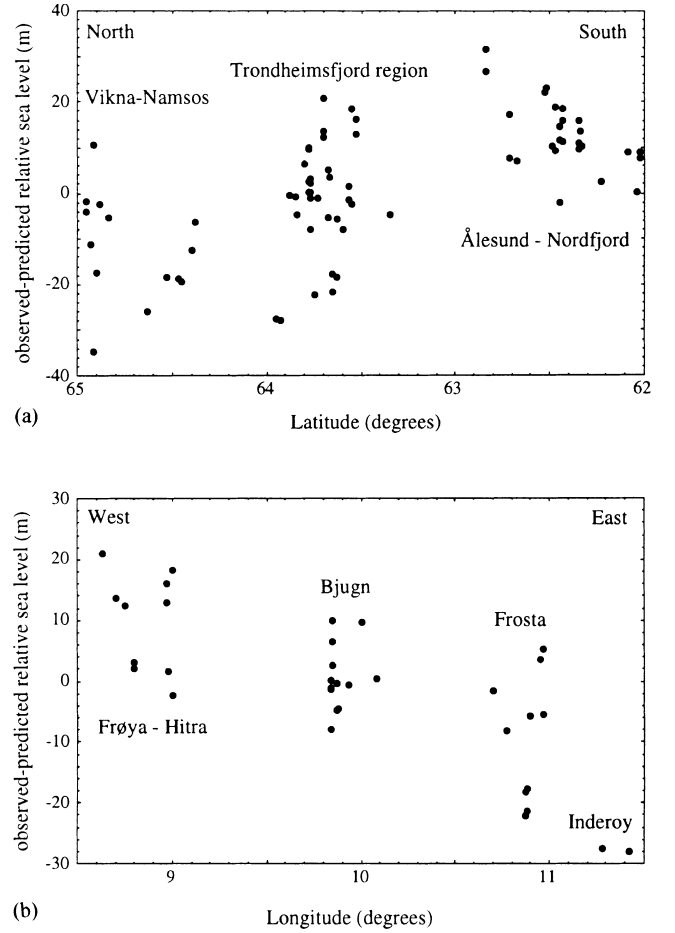 40
North
South
Trondheimsfjord region
Vikna-Namsos
20
0
Ålesund - Nordfjord
-20
-40
65
64
63
62
observed-predicted relative sea level (m)
(a)
Latitude (degrees)
30
West
East
20
Bjugn
10
Frosta
0
Frøya - Hitra
-10
-20
Inderoy
-30
9
10
11
observed-predicted relative sea level (m)
(b)
Longitude (degrees)